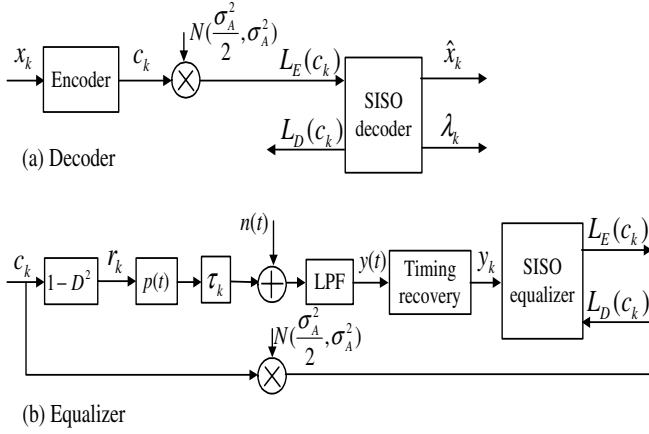 N(σ_A^2/2, σ_A^2)
x_k Encoder c_k × L_E(c_k) SISO decoder x̂_k
L_D(c_k) λ_k
(a) Decoder
n(t)
c_k 1 − D^2 r_k p(t) τ_k + LPF y(t) Timing recovery y_k SISO equalizer L_E(c_k)
L_D(c_k)
N(σ_A^2/2, σ_A^2)
×
(b) Equalizer